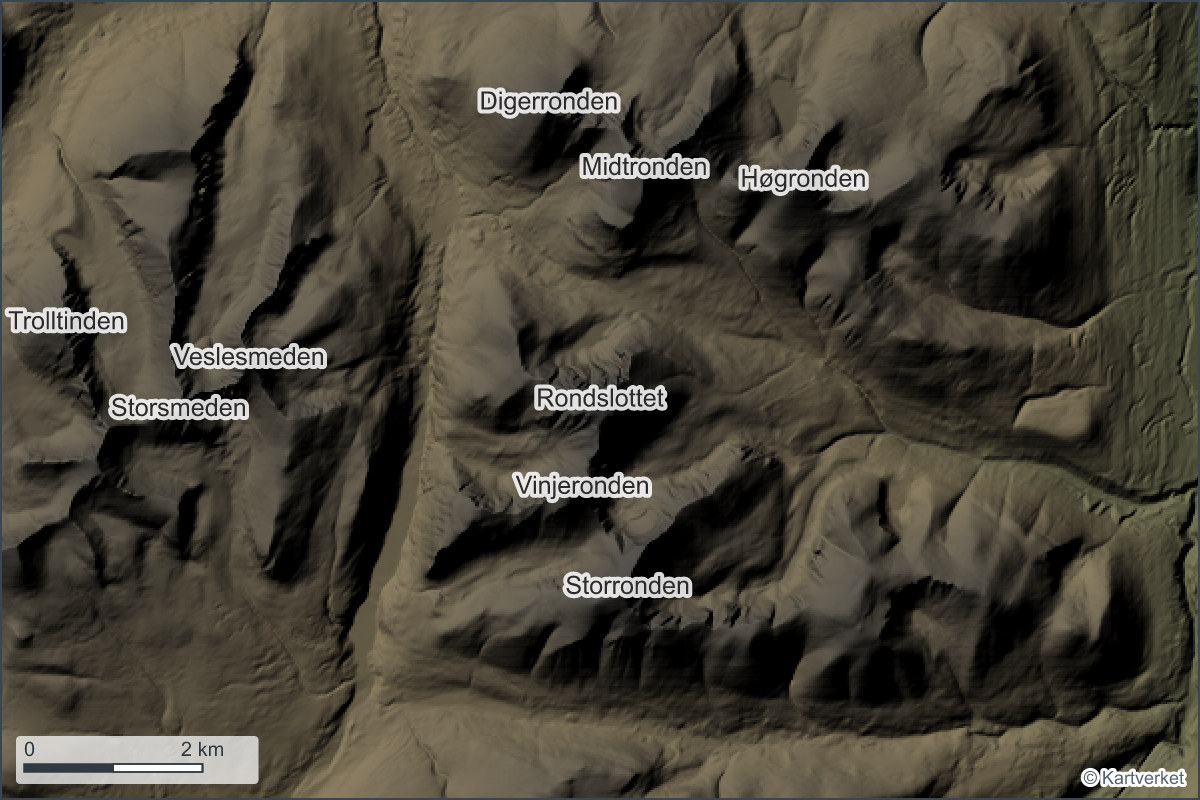 Digerronden
Midtronden
Høgronden
Trolltinden
Veslesmeden
Rondslottet
Storsmeden
Vinjeronden
Storronden
0 2 km
© Kartverket